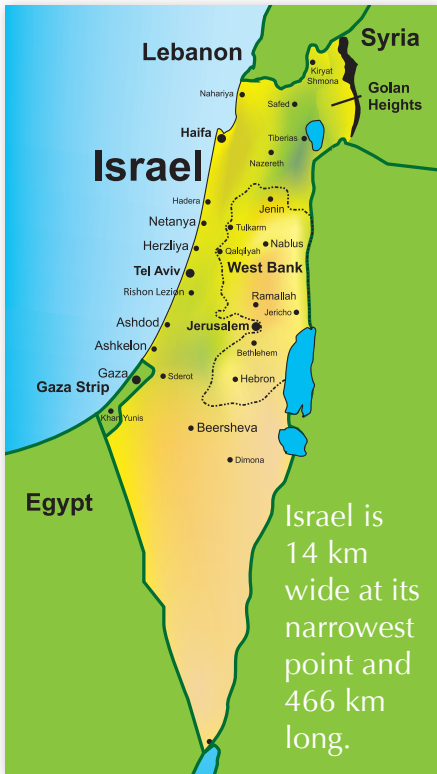 Syria
Lebanon
Kiryat
Shmona
Golan
Heights
Nahariya
Safed
Haifa
Tiberias
Israel
Nazereth
Hadera
Jenin
Netanya
Tulkarm
Herzliya
Nablus
Qalqilyah
West Bank
Tel Aviv
Rishon Lezion
Ramallah
Jericho
Ashdod
Jerusalem
Ashkelon
Bethlehem
Gaza
Sderot
Hebron
Gaza Strip
Khan Yunis
Beersheva
Dimona
Egypt
Israel is
14 km
wide at its
narrowest
point and
466 km
long.